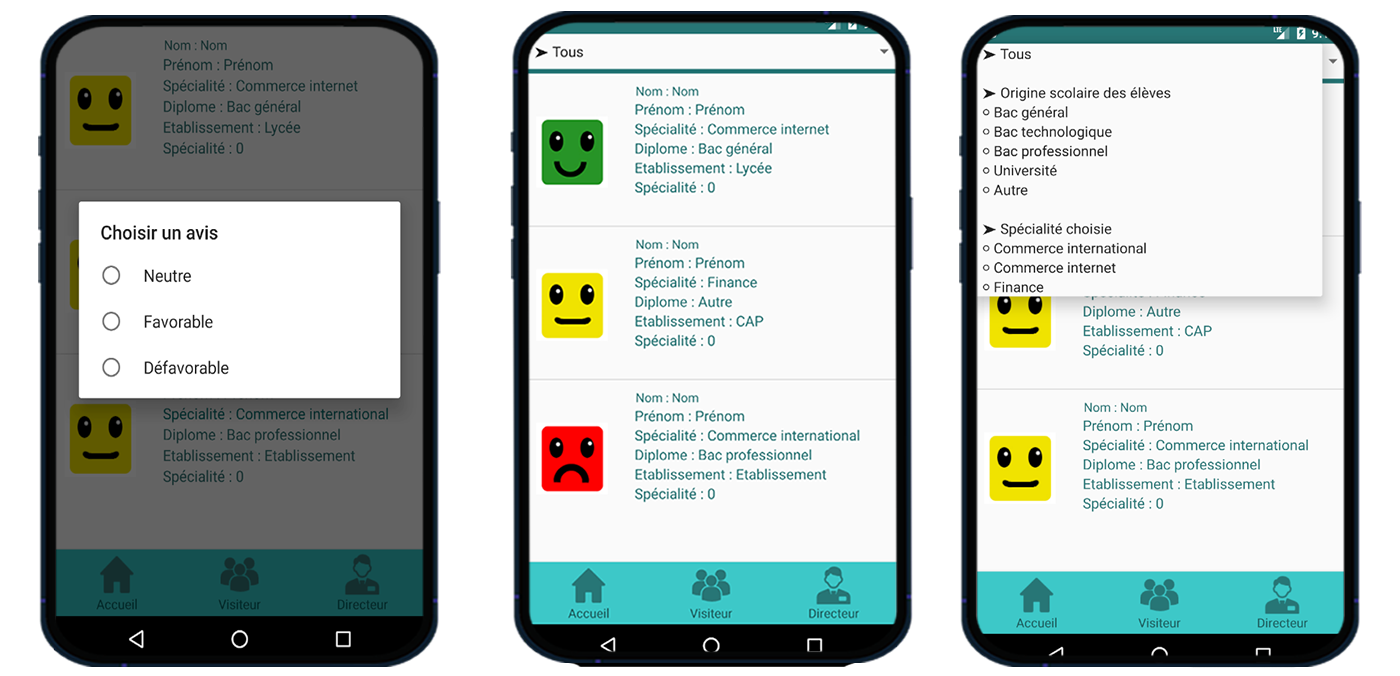 Nom : Nom
Prénom : Prénom
Spécialité : Commerce internet
Diplome : Bac général
Etablissement : Lycée
Spécialité : 0
Choisir un avis
Neutre
Favorable
Défavorable
Spécialité : Commerce international
Diplome : Bac professionnel
Etablissement : Etablissement
Spécialité : 0
Accueil
Visiteur
Directeur
➤ Tous
Nom : Nom
Prénom : Prénom
Spécialité : Commerce internet
Diplome : Bac général
Etablissement : Lycée
Spécialité : 0
Nom : Nom
Prénom : Prénom
Spécialité : Finance
Diplome : Autre
Etablissement : CAP
Spécialité : 0
Nom : Nom
Prénom : Prénom
Spécialité : Commerce international
Diplome : Bac professionnel
Etablissement : Etablissement
Spécialité : 0
Accueil
Visiteur
Directeur
LTE
➤ Tous
➤ Origine scolaire des élèves
○ Bac général
○ Bac technologique
○ Bac professionnel
○ Université
○ Autre
➤ Spécialité choisie
○ Commerce international
○ Commerce internet
○ Finance
Spécialité : Finance
Diplome : Autre
Etablissement : CAP
Spécialité : 0
Nom : Nom
Prénom : Prénom
Spécialité : Commerce international
Diplome : Bac professionnel
Etablissement : Etablissement
Spécialité : 0
Accueil
Visiteur
Directeur